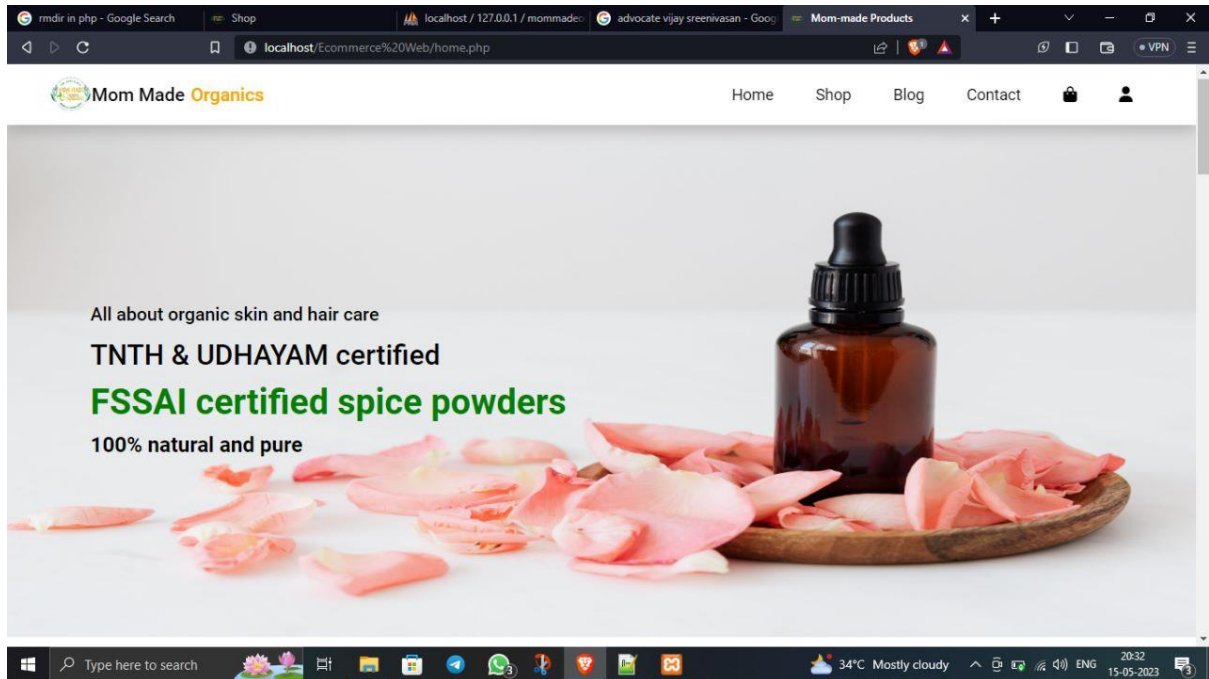 rmdir in php - Google Search
Shop
localhost / 127.0.0.1 / mommadeo
advocate vijay sreenivasan - Goog
Mom-made Products
localhost/Ecommerce%20Web/home.php
VPN
Mom Made Organics
Home Shop Blog Contact
All about organic skin and hair care
TNTH & UDHAYAM certified
FSSAI certified spice powders
100% natural and pure
Type here to search
3
34°C Mostly cloudy
ENG
20:32
15-05-2023
3